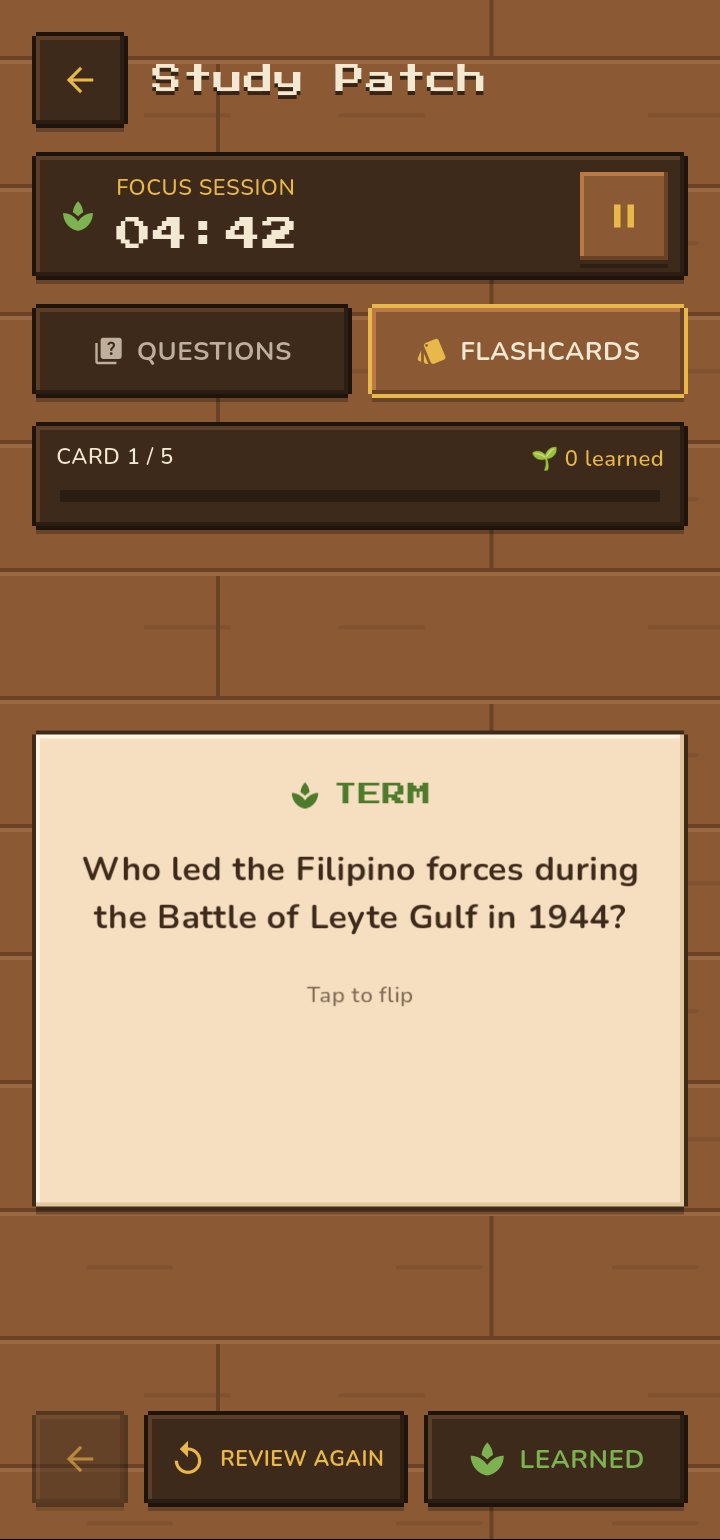 Study Patch
FOCUS SESSION
04:42
QUESTIONS
FLASHCARDS
CARD 1 / 5
0 learned
TERM
Who led the Filipino forces during
the Battle of Leyte Gulf in 1944?
Tap to flip
REVIEW AGAIN
LEARNED